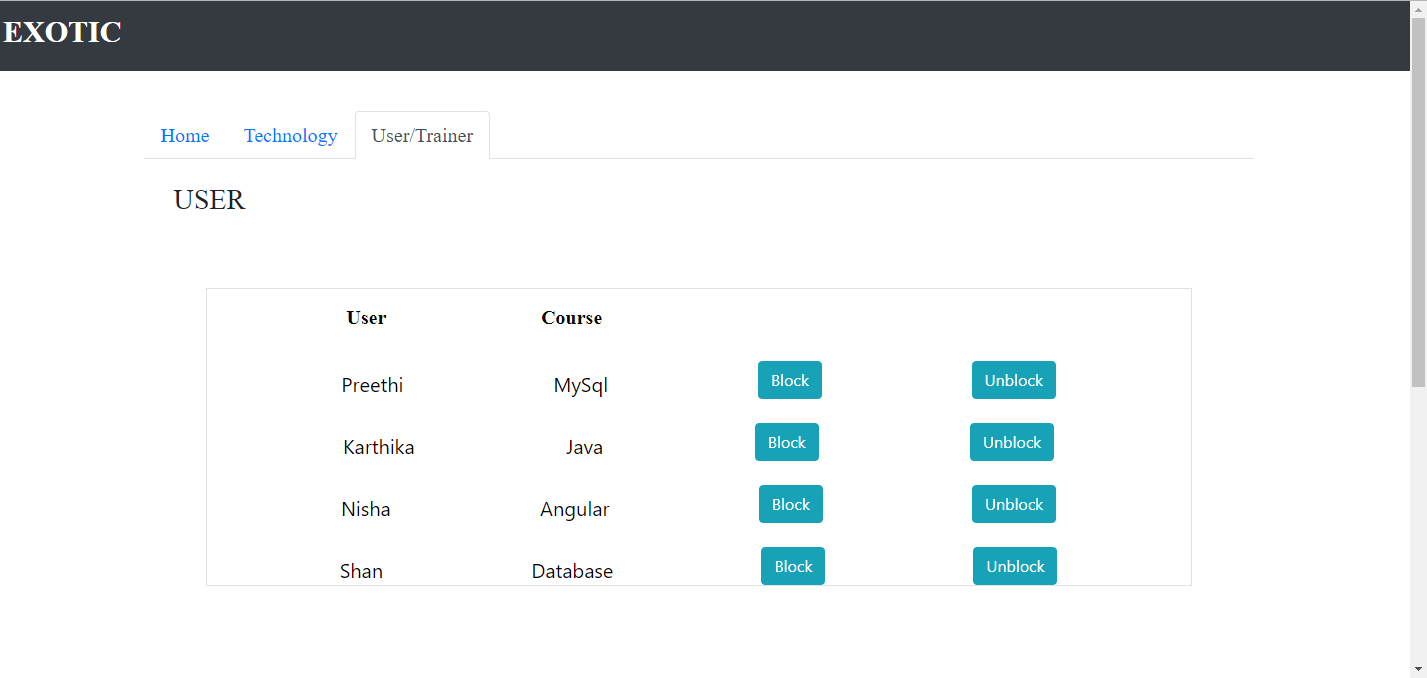 EXOTIC
Home Technology User/Trainer
USER
User Course
Preethi MySql Block Unblock
Karthika Java Block Unblock
Nisha Angular Block Unblock
Shan Database Block Unblock